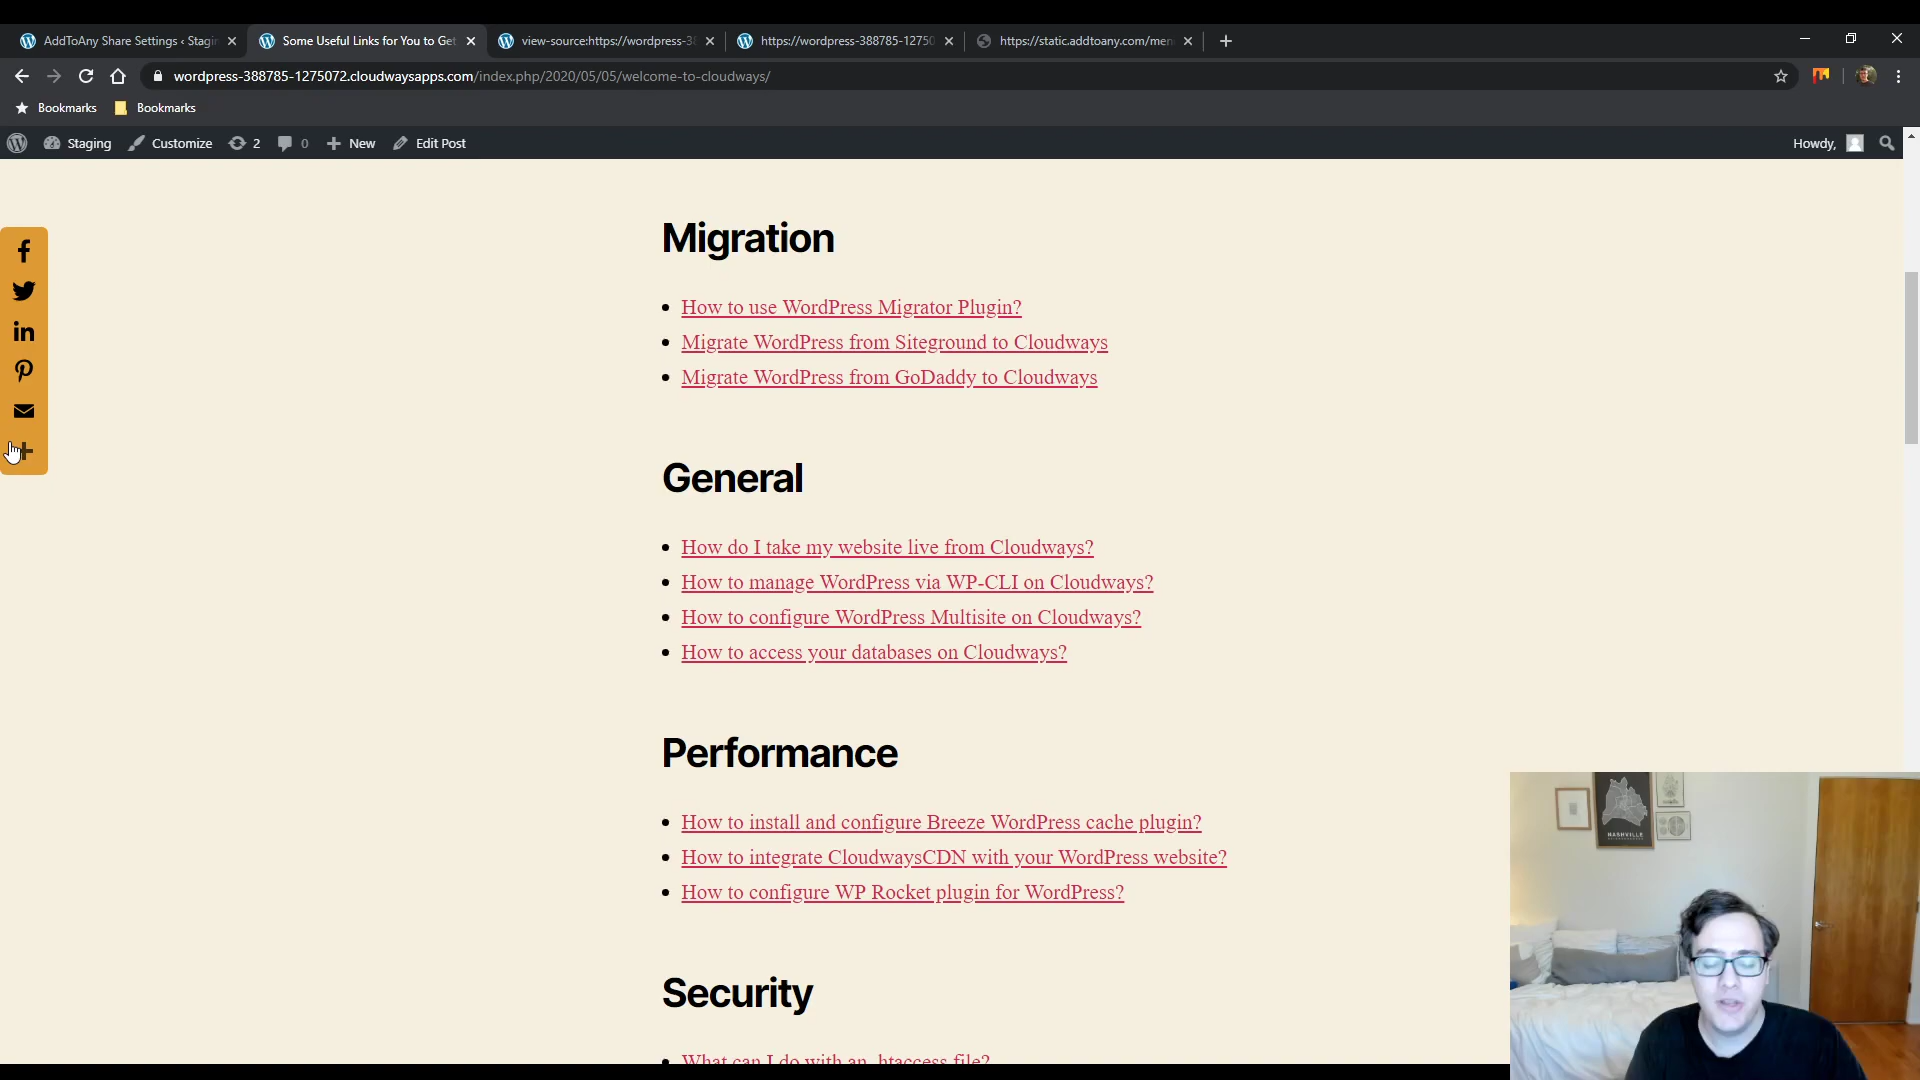 AddToAny Share Settings ‹ Stagin
Some Useful Links for You to Get
view-source:https://wordpress-38
https://wordpress-388785-12750
https://static.addtoany.com/men
wordpress-388785-1275072.cloudwaysapps.com/index.php/2020/05/05/welcome-to-cloudways/
Bookmarks
Bookmarks
Staging
Customize
2
0
New
Edit Post
Howdy,
Migration
How to use WordPress Migrator Plugin?
Migrate WordPress from Siteground to Cloudways
Migrate WordPress from GoDaddy to Cloudways
General
How do I take my website live from Cloudways?
How to manage WordPress via WP-CLI on Cloudways?
How to configure WordPress Multisite on Cloudways?
How to access your databases on Cloudways?
Performance
How to install and configure Breeze WordPress cache plugin?
How to integrate CloudwaysCDN with your WordPress website?
How to configure WP Rocket plugin for WordPress?
Security
What can I do with an .htaccess file?
NASHVILLE